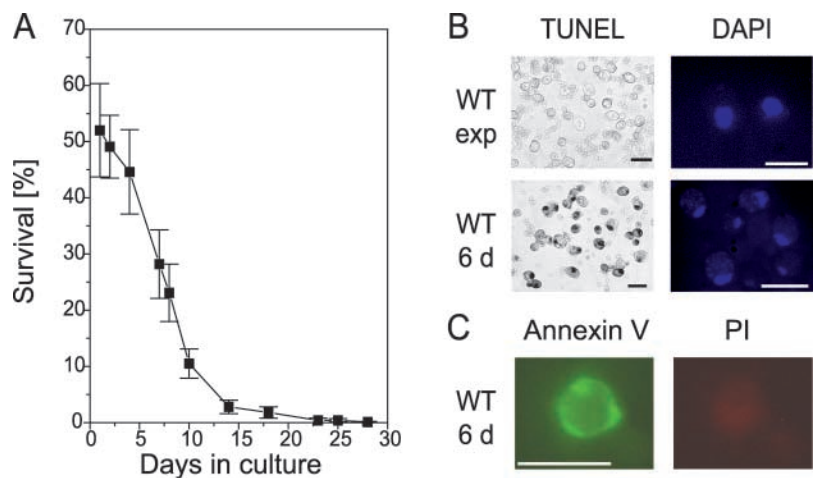 A
Survival [%]
70
60
50
40
30
20
10
0
0 5 10 15 20 25 30
Days in culture
B
TUNEL DAPI
WT
exp
WT
6 d
C
Annexin V PI
WT
6 d